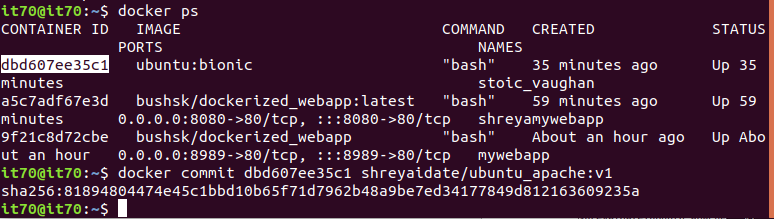 it70@it70:~$ docker ps
CONTAINER ID   IMAGE                          COMMAND   CREATED             STATUS
PORTS                                         NAMES
dbd607ee35c1   ubuntu:bionic                  "bash"    35 minutes ago      Up 35
minutes                                       stoic_vaughan
a5c7adf67e3d   bushsk/dockerized_webapp:latest   "bash"    59 minutes ago      Up 59
minutes        0.0.0.0:8080->80/tcp, :::8080->80/tcp   shreyamywebapp
9f21c8d72cbe   bushsk/dockerized_webapp       "bash"    About an hour ago   Up Abo
ut an hour     0.0.0.0:8989->80/tcp, :::8989->80/tcp   mywebapp
it70@it70:~$ docker commit dbd607ee35c1 shreyaidate/ubuntu_apache:v1
sha256:81894804474e45c1bbd10b65f71d7962b48a9be7ed34177849d812163609235a
it70@it70:~$